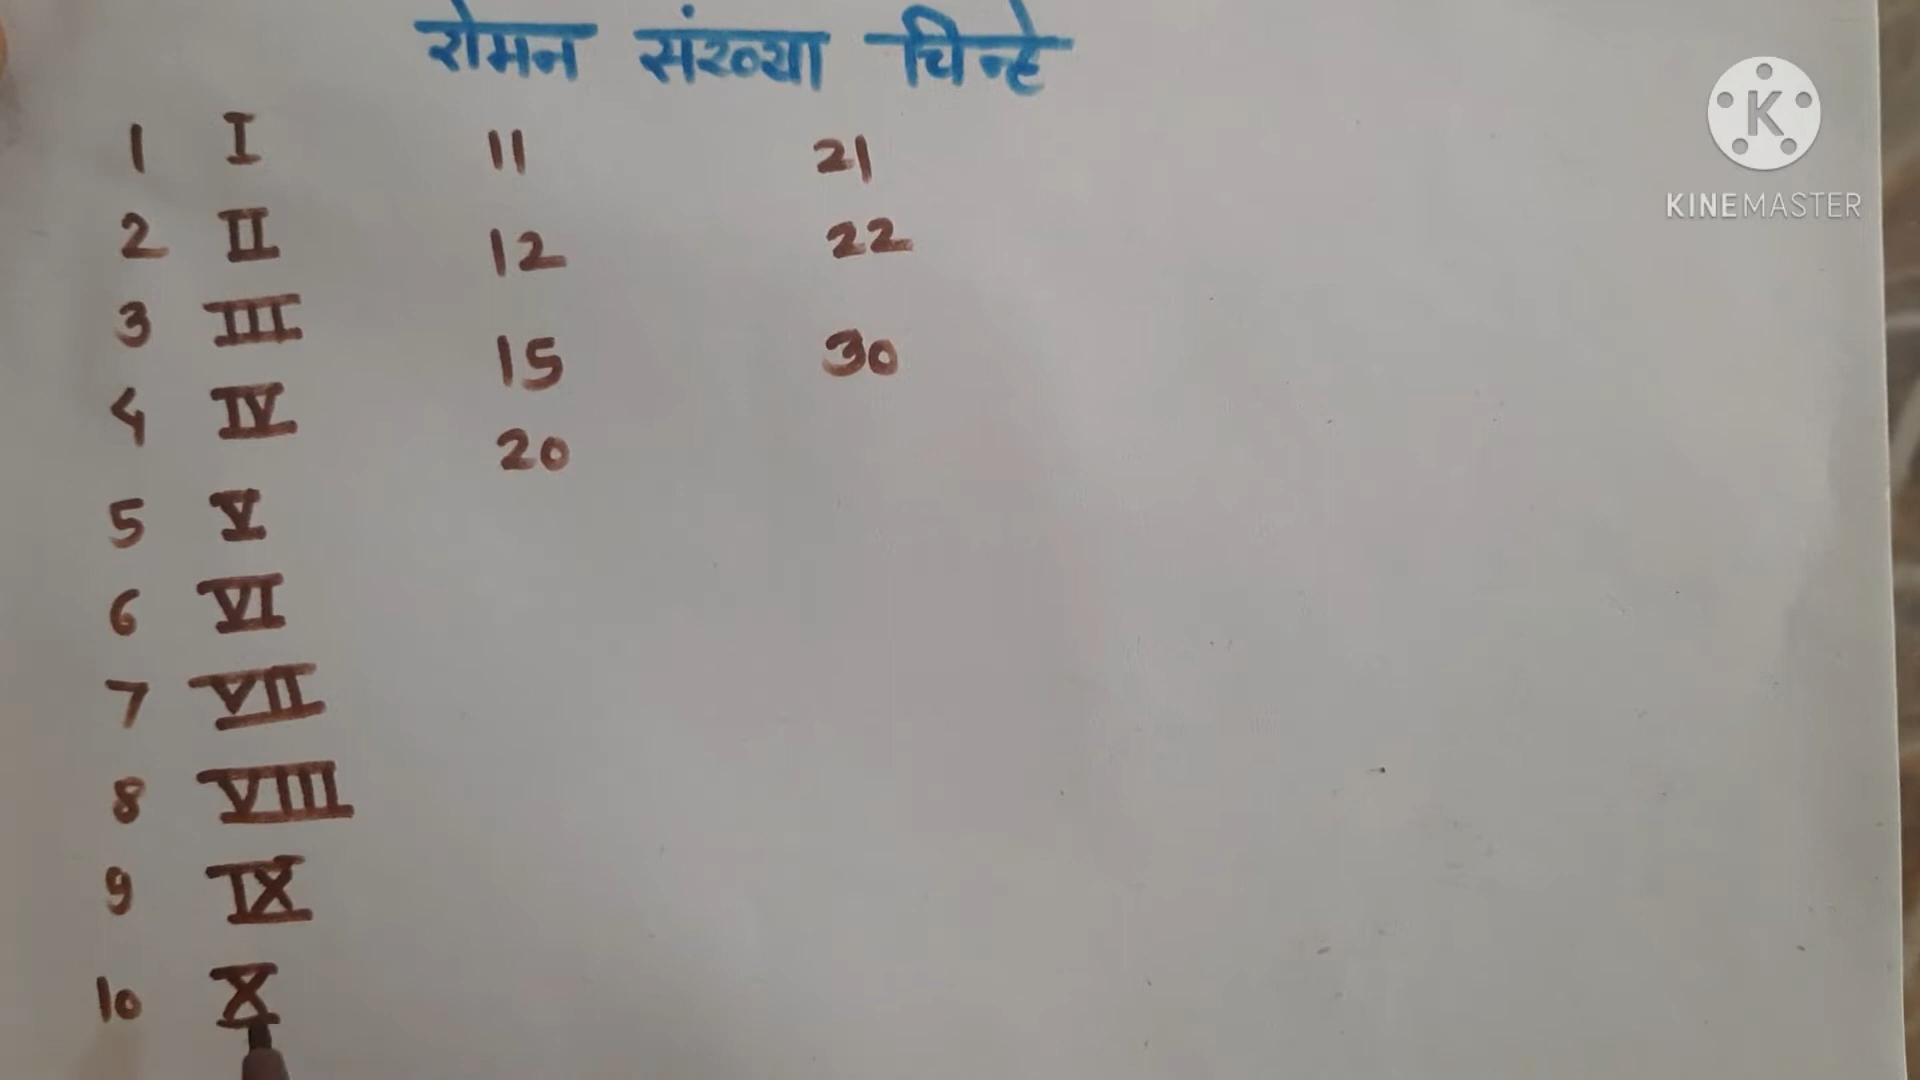 रोमन संख्या चिन्हे
1 I 11 21
2 II 12 22
3 III 15 30
4 IV 20
5 V
6 VI
7 VII
8 VIII
9 IX
10 X
K
KINEMASTER